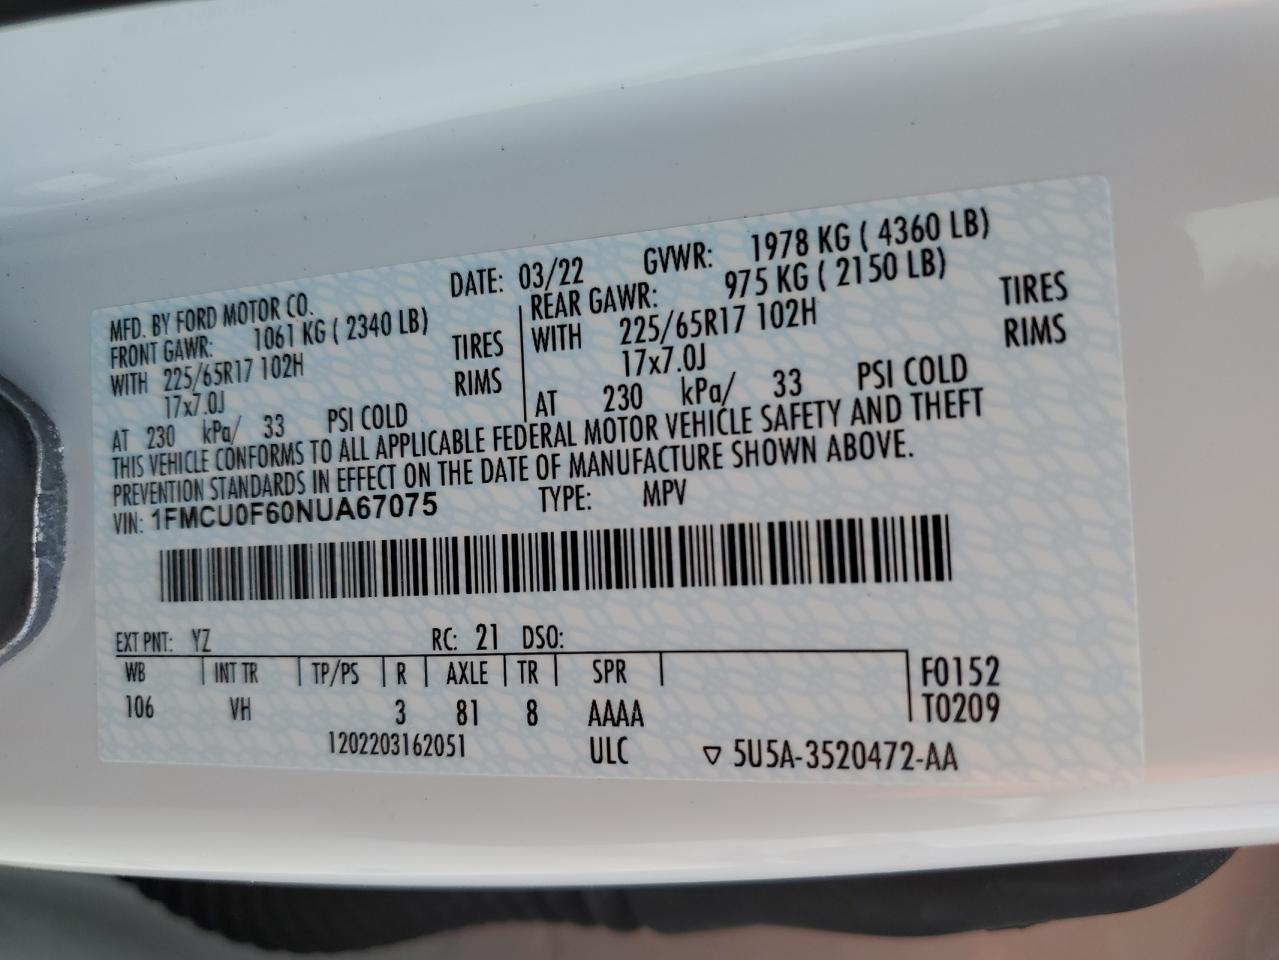 MFD. BY FORD MOTOR CO. DATE: 03/22 GVWR: 1978 KG ( 4360 LB)
FRONT GAWR: 1061 KG ( 2340 LB) REAR GAWR: 975 KG ( 2150 LB)
WITH 225/65R17 102H TIRES WITH 225/65R17 102H TIRES
17x7.0J RIMS 17x7.0J RIMS
AT 230 kPa/ 33 PSI COLD AT 230 kPa/ 33 PSI COLD
THIS VEHICLE CONFORMS TO ALL APPLICABLE FEDERAL MOTOR VEHICLE SAFETY AND THEFT
PREVENTION STANDARDS IN EFFECT ON THE DATE OF MANUFACTURE SHOWN ABOVE.
VIN: 1FMCU0F60NUA67075 TYPE: MPV
EXT PNT: YZ RC: 21 DSO:
WB INT TR TP/PS R AXLE TR SPR F0152
106 VH 3 81 8 AAAA T0209
1202203162051 ULC ▽ 5U5A-3520472-AA